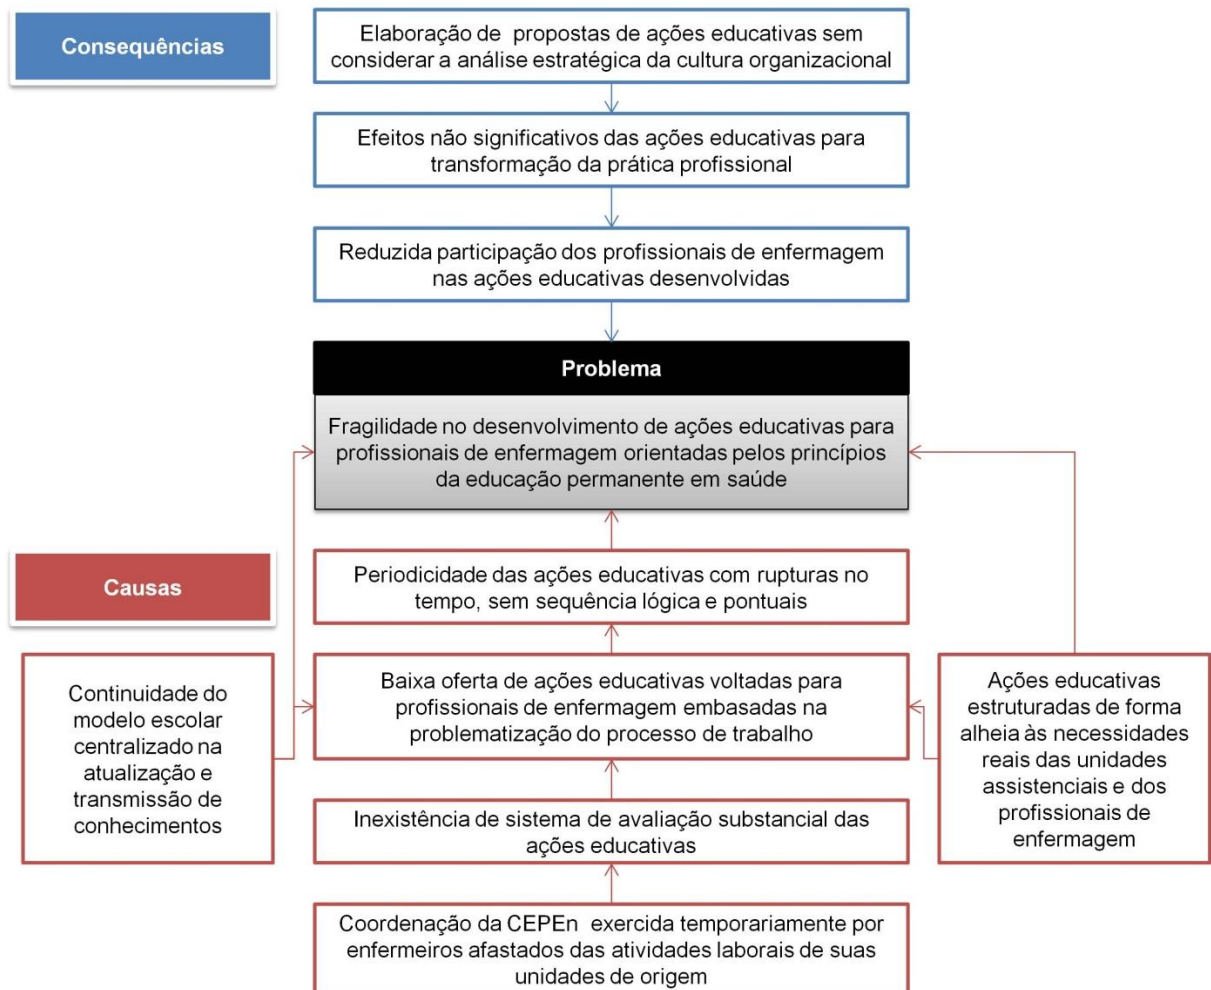 Consequências
Elaboração de propostas de ações educativas sem
considerar a análise estratégica da cultura organizacional
Efeitos não significativos das ações educativas para
transformação da prática profissional
Reduzida participação dos profissionais de enfermagem
nas ações educativas desenvolvidas
Problema
Fragilidade no desenvolvimento de ações educativas para
profissionais de enfermagem orientadas pelos princípios
da educação permanente em saúde
Causas
Periodicidade das ações educativas com rupturas no
tempo, sem sequência lógica e pontuais
Continuidade do
modelo escolar
centralizado na
atualização e
transmissão de
conhecimentos
Baixa oferta de ações educativas voltadas para
profissionais de enfermagem embasadas na
problematização do processo de trabalho
Ações educativas
estruturadas de forma
alheia às necessidades
reais das unidades
assistenciais e dos
profissionais de
enfermagem
Inexistência de sistema de avaliação substancial das
ações educativas
Coordenação da CEPEn exercida temporariamente por
enfermeiros afastados das atividades laborais de suas
unidades de origem